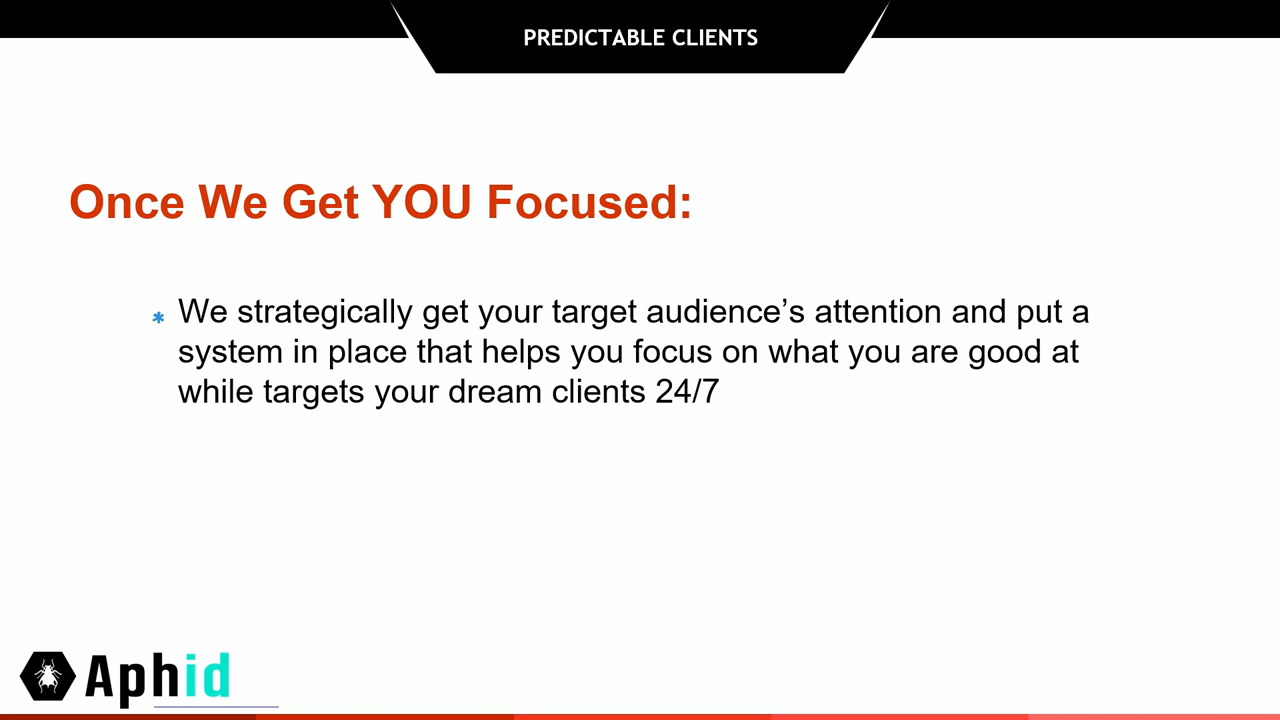 PREDICTABLE CLIENTS
Once We Get YOU Focused:
* We strategically get your target audience’s attention and put a
system in place that helps you focus on what you are good at
while targets your dream clients 24/7
Aphid